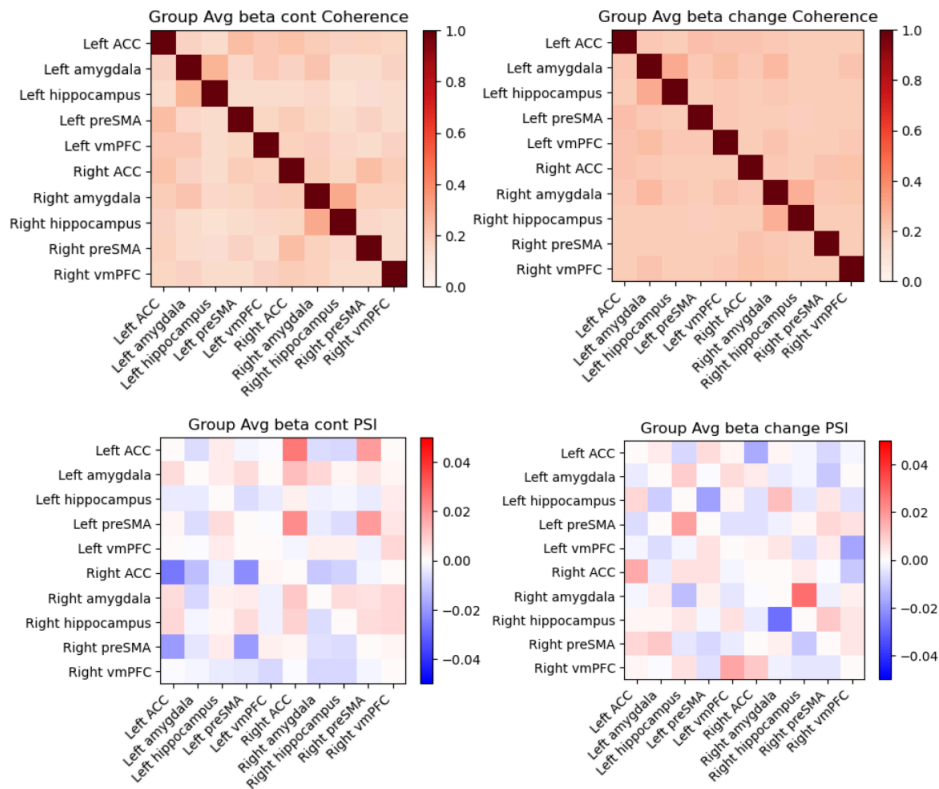 Group Avg beta cont Coherence
Left ACC
Left amygdala
Left hippocampus
Left preSMA
Left vmPFC
Right ACC
Right amygdala
Right hippocampus
Right preSMA
Right vmPFC
Left ACC
Left amygdala
Left hippocampus
Left preSMA
Left vmPFC
Right ACC
Right amygdala
Right hippocampus
Right preSMA
Right vmPFC
1.0
0.8
0.6
0.4
0.2
0.0
Group Avg beta change Coherence
Left ACC
Left amygdala
Left hippocampus
Left preSMA
Left vmPFC
Right ACC
Right amygdala
Right hippocampus
Right preSMA
Right vmPFC
Left ACC
Left amygdala
Left hippocampus
Left preSMA
Left vmPFC
Right ACC
Right amygdala
Right hippocampus
Right preSMA
Right vmPFC
1.0
0.8
0.6
0.4
0.2
0.0
Group Avg beta cont PSI
Left ACC
Left amygdala
Left hippocampus
Left preSMA
Left vmPFC
Right ACC
Right amygdala
Right hippocampus
Right preSMA
Right vmPFC
Left ACC
Left amygdala
Left hippocampus
Left preSMA
Left vmPFC
Right ACC
Right amygdala
Right hippocampus
Right preSMA
Right vmPFC
0.04
0.02
0.00
−0.02
−0.04
Group Avg beta change PSI
Left ACC
Left amygdala
Left hippocampus
Left preSMA
Left vmPFC
Right ACC
Right amygdala
Right hippocampus
Right preSMA
Right vmPFC
Left ACC
Left amygdala
Left hippocampus
Left preSMA
Left vmPFC
Right ACC
Right amygdala
Right hippocampus
Right preSMA
Right vmPFC
0.04
0.02
0.00
−0.02
−0.04